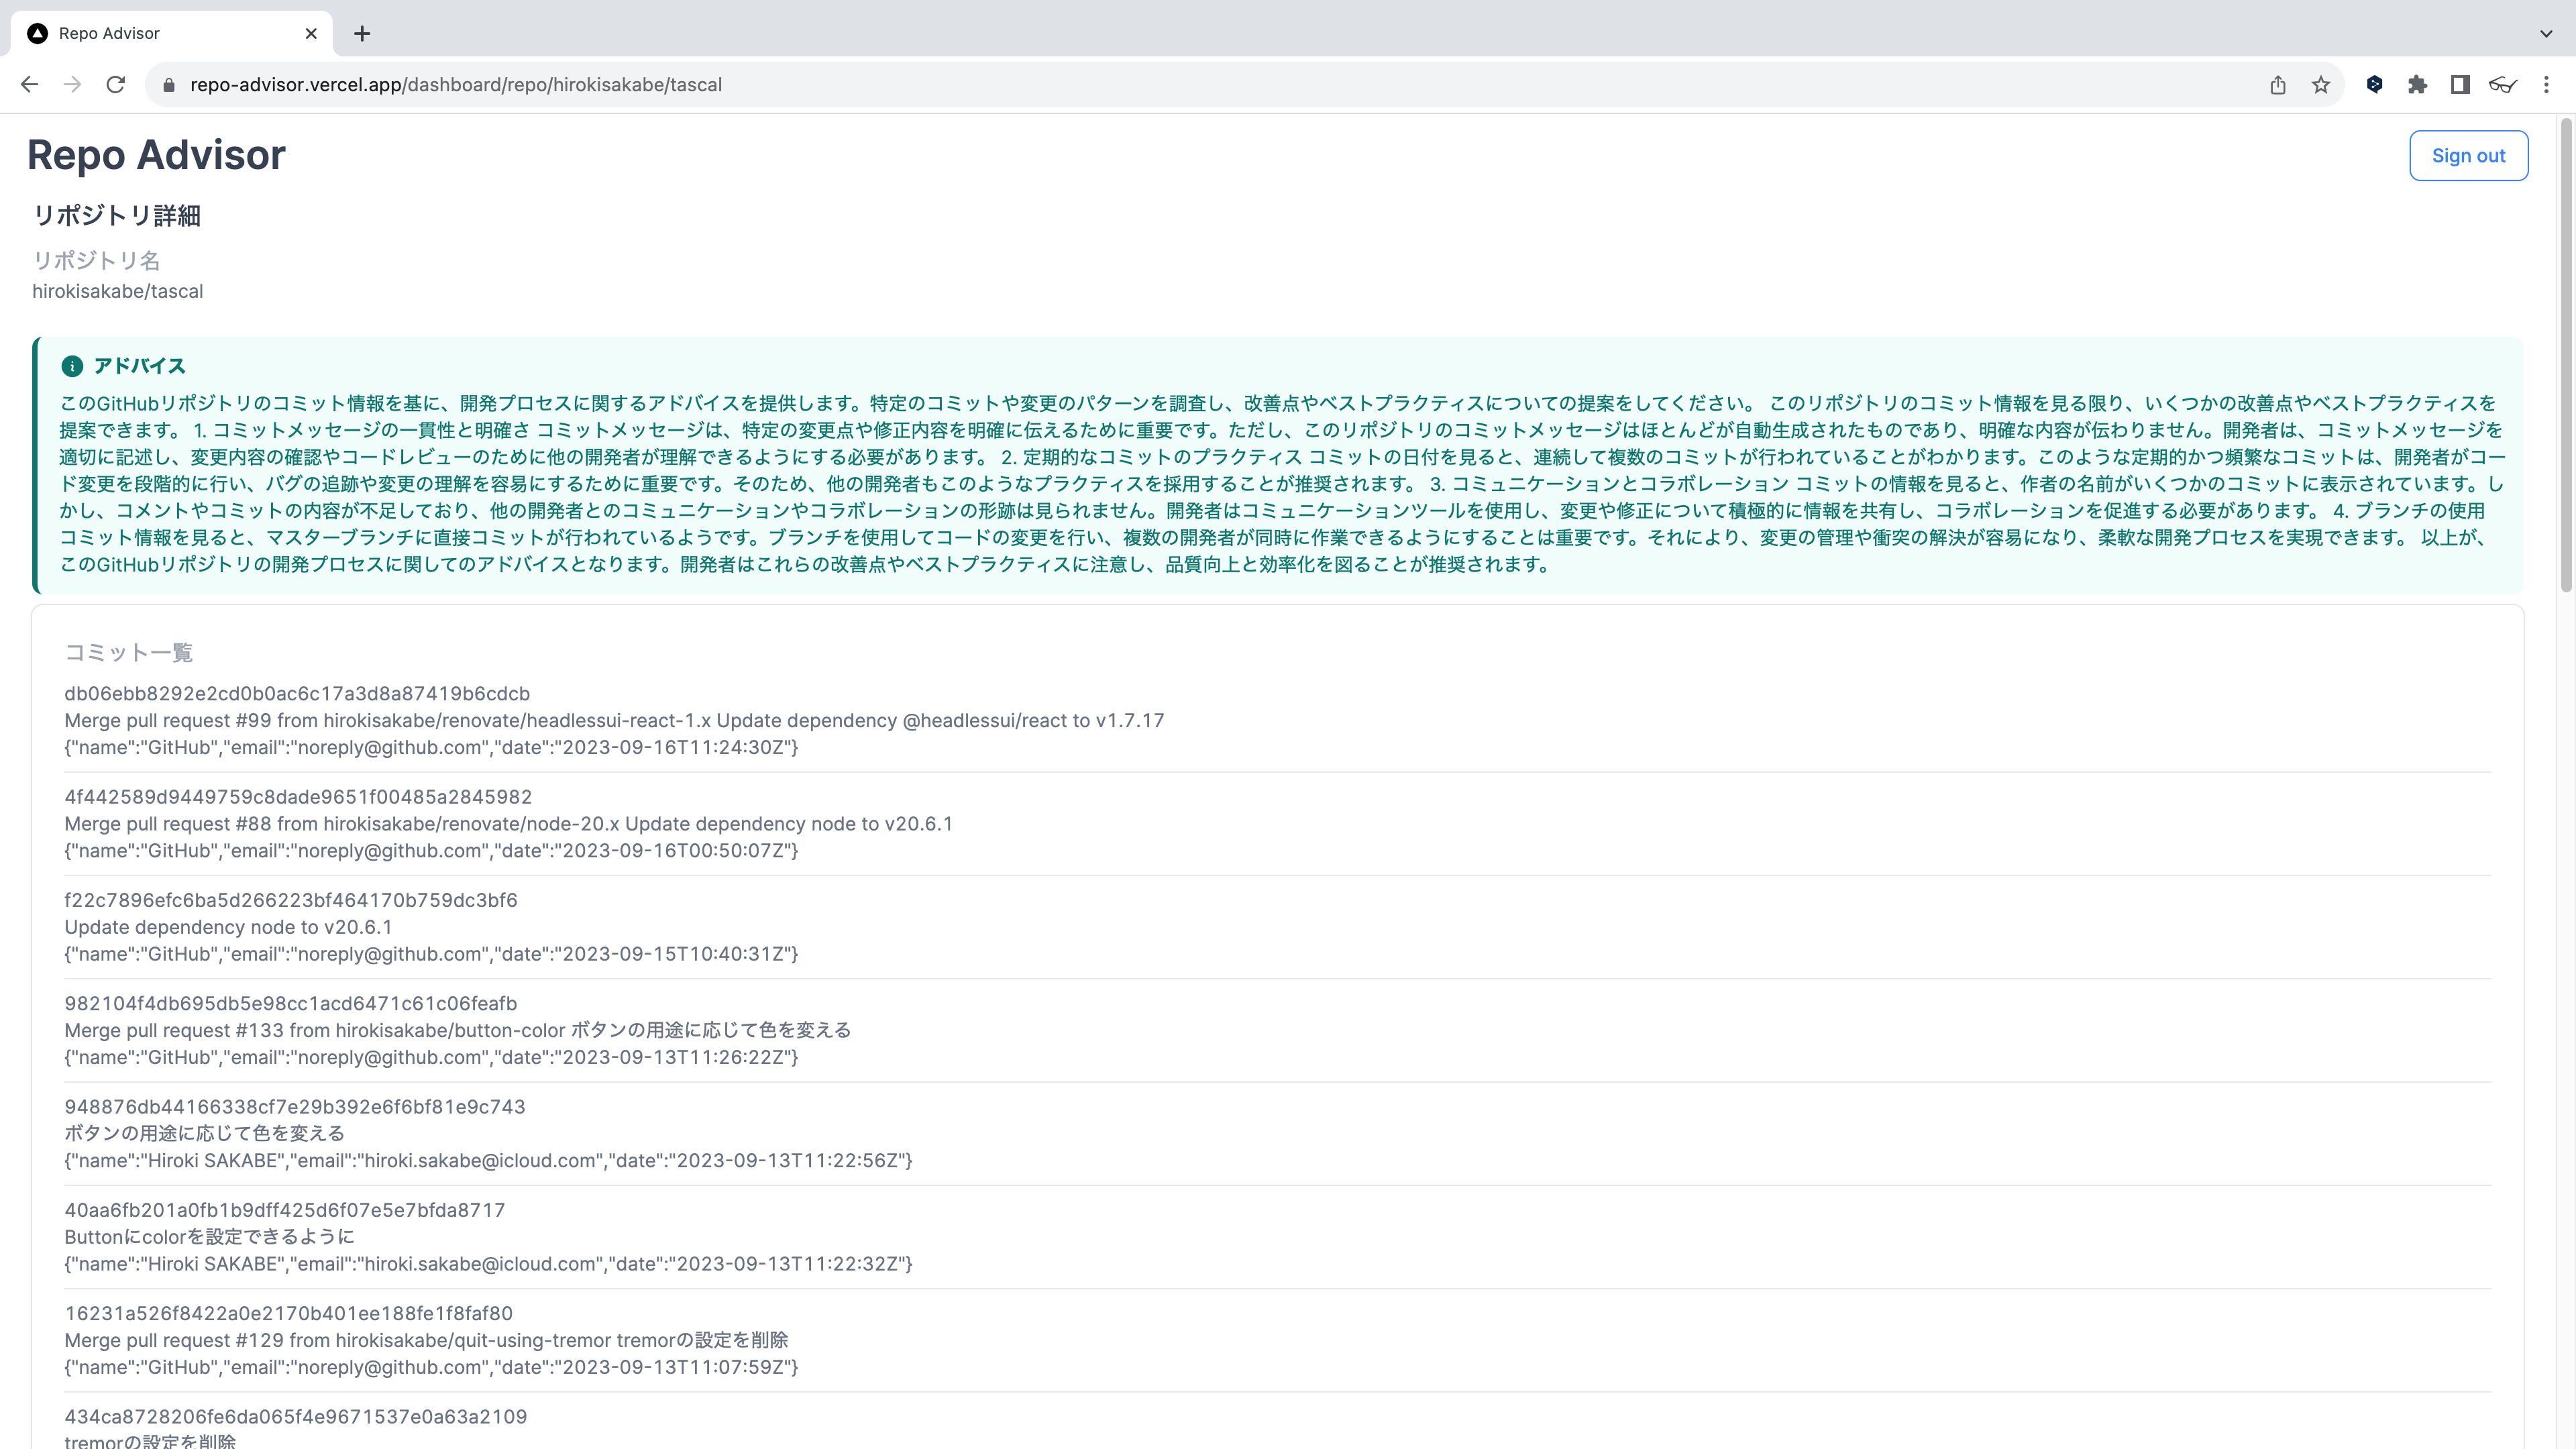 Repo Advisor
repo-advisor.vercel.app/dashboard/repo/hirokisakabe/tascal
Repo Advisor
Sign out
リポジトリ詳細
リポジトリ名
hirokisakabe/tascal
アドバイス
このGitHubリポジトリのコミット情報を基に、開発プロセスに関するアドバイスを提供します。特定のコミットや変更のパターンを調査し、改善点やベストプラクティスについての提案をしてください。 このリポジトリのコミット情報を見る限り、いくつかの改善点やベストプラクティスを
提案できます。 1. コミットメッセージの一貫性と明確さ コミットメッセージは、特定の変更点や修正内容を明確に伝えるために重要です。ただし、このリポジトリのコミットメッセージはほとんどが自動生成されたものであり、明確な内容が伝わりません。開発者は、コミットメッセージを
適切に記述し、変更内容の確認やコードレビューのために他の開発者が理解できるようにする必要があります。 2. 定期的なコミットのプラクティス コミットの日付を見ると、連続して複数のコミットが行われていることがわかります。このような定期的かつ頻繁なコミットは、開発者がコー
ド変更を段階的に行い、バグの追跡や変更の理解を容易にするために重要です。そのため、他の開発者もこのようなプラクティスを採用することが推奨されます。 3. コミュニケーションとコラボレーション コミットの情報を見ると、作者の名前がいくつかのコミットに表示されています。し
かし、コメントやコミットの内容が不足しており、他の開発者とのコミュニケーションやコラボレーションの形跡は見られません。開発者はコミュニケーションツールを使用し、変更や修正について積極的に情報を共有し、コラボレーションを促進する必要があります。 4. ブランチの使用
コミット情報を見ると、マスターブランチに直接コミットが行われているようです。ブランチを使用してコードの変更を行い、複数の開発者が同時に作業できるようにすることは重要です。それにより、変更の管理や衝突の解決が容易になり、柔軟な開発プロセスを実現できます。 以上が、
このGitHubリポジトリの開発プロセスに関してのアドバイスとなります。開発者はこれらの改善点やベストプラクティスに注意し、品質向上と効率化を図ることが推奨されます。
コミット一覧
db06ebb8292e2cd0b0ac6c17a3d8a87419b6cdcb
Merge pull request #99 from hirokisakabe/renovate/headlessui-react-1.x Update dependency @headlessui/react to v1.7.17
{"name":"GitHub","email":"noreply@github.com","date":"2023-09-16T11:24:30Z"}
4f442589d9449759c8dade9651f00485a2845982
Merge pull request #88 from hirokisakabe/renovate/node-20.x Update dependency node to v20.6.1
{"name":"GitHub","email":"noreply@github.com","date":"2023-09-16T00:50:07Z"}
f22c7896efc6ba5d266223bf464170b759dc3bf6
Update dependency node to v20.6.1
{"name":"GitHub","email":"noreply@github.com","date":"2023-09-15T10:40:31Z"}
982104f4db695db5e98cc1acd6471c61c06feafb
Merge pull request #133 from hirokisakabe/button-color ボタンの用途に応じて色を変える
{"name":"GitHub","email":"noreply@github.com","date":"2023-09-13T11:26:22Z"}
948876db44166338cf7e29b392e6f6bf81e9c743
ボタンの用途に応じて色を変える
{"name":"Hiroki SAKABE","email":"hiroki.sakabe@icloud.com","date":"2023-09-13T11:22:56Z"}
40aa6fb201a0fb1b9dff425d6f07e5e7bfda8717
Buttonにcolorを設定できるように
{"name":"Hiroki SAKABE","email":"hiroki.sakabe@icloud.com","date":"2023-09-13T11:22:32Z"}
16231a526f8422a0e2170b401ee188fe1f8faf80
Merge pull request #129 from hirokisakabe/quit-using-tremor tremorの設定を削除
{"name":"GitHub","email":"noreply@github.com","date":"2023-09-13T11:07:59Z"}
434ca8728206fe6da065f4e9671537e0a63a2109
tremorの設定を削除